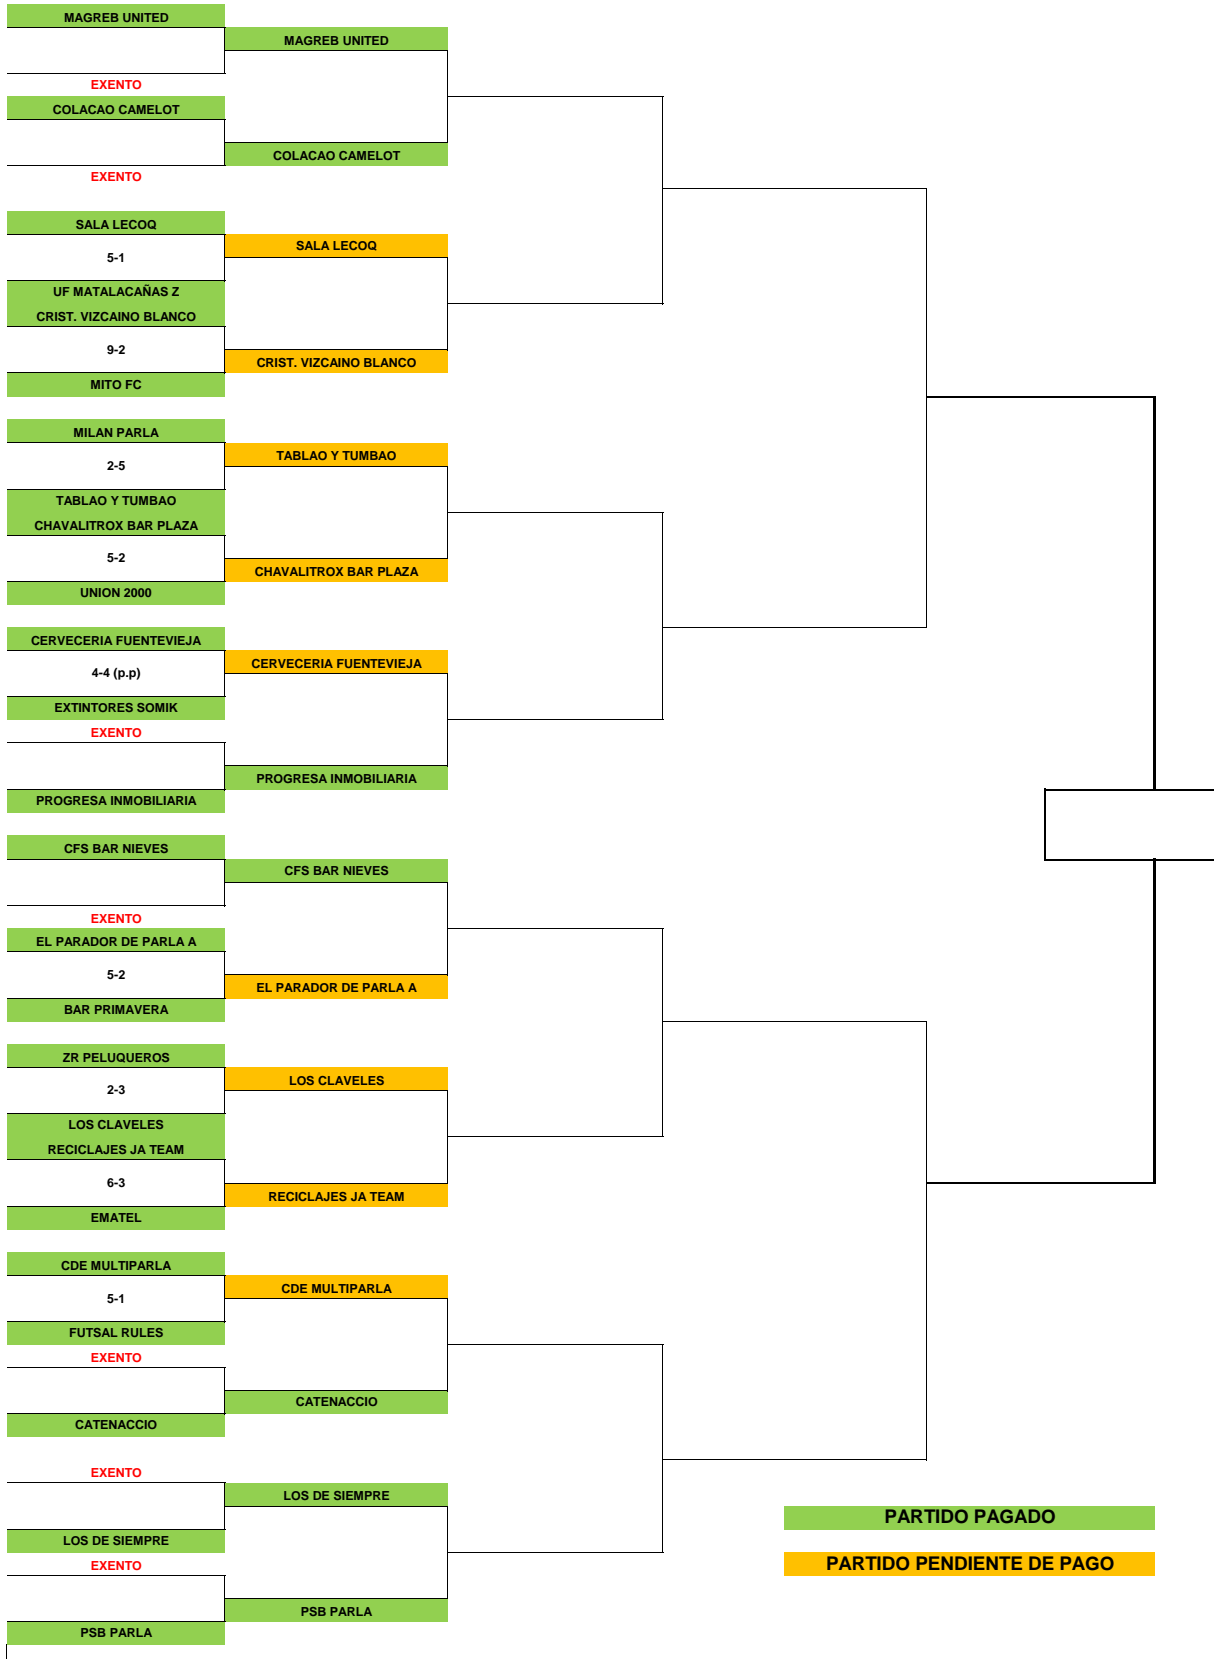 MAGREB UNITED
MAGREB UNITED
EXENTO
COLACAO CAMELOT
COLACAO CAMELOT
EXENTO
SALA LECOQ
SALA LECOQ
5-1
UF MATALACAÑAS Z
CRIST. VIZCAINO BLANCO
9-2
CRIST. VIZCAINO BLANCO
MITO FC
MILAN PARLA
TABLAO Y TUMBAO
2-5
TABLAO Y TUMBAO
CHAVALITROX BAR PLAZA
5-2
CHAVALITROX BAR PLAZA
UNION 2000
CERVECERIA FUENTEVIEJA
CERVECERIA FUENTEVIEJA
4-4 (p.p)
EXTINTORES SOMIK
EXENTO
PROGRESA INMOBILIARIA
PROGRESA INMOBILIARIA
CFS BAR NIEVES
CFS BAR NIEVES
EXENTO
EL PARADOR DE PARLA A
5-2
EL PARADOR DE PARLA A
BAR PRIMAVERA
ZR PELUQUEROS
LOS CLAVELES
2-3
LOS CLAVELES
RECICLAJES JA TEAM
6-3
RECICLAJES JA TEAM
EMATEL
CDE MULTIPARLA
CDE MULTIPARLA
5-1
FUTSAL RULES
EXENTO
CATENACCIO
CATENACCIO
EXENTO
LOS DE SIEMPRE
PARTIDO PAGADO
LOS DE SIEMPRE
EXENTO
PARTIDO PENDIENTE DE PAGO
PSB PARLA
PSB PARLA